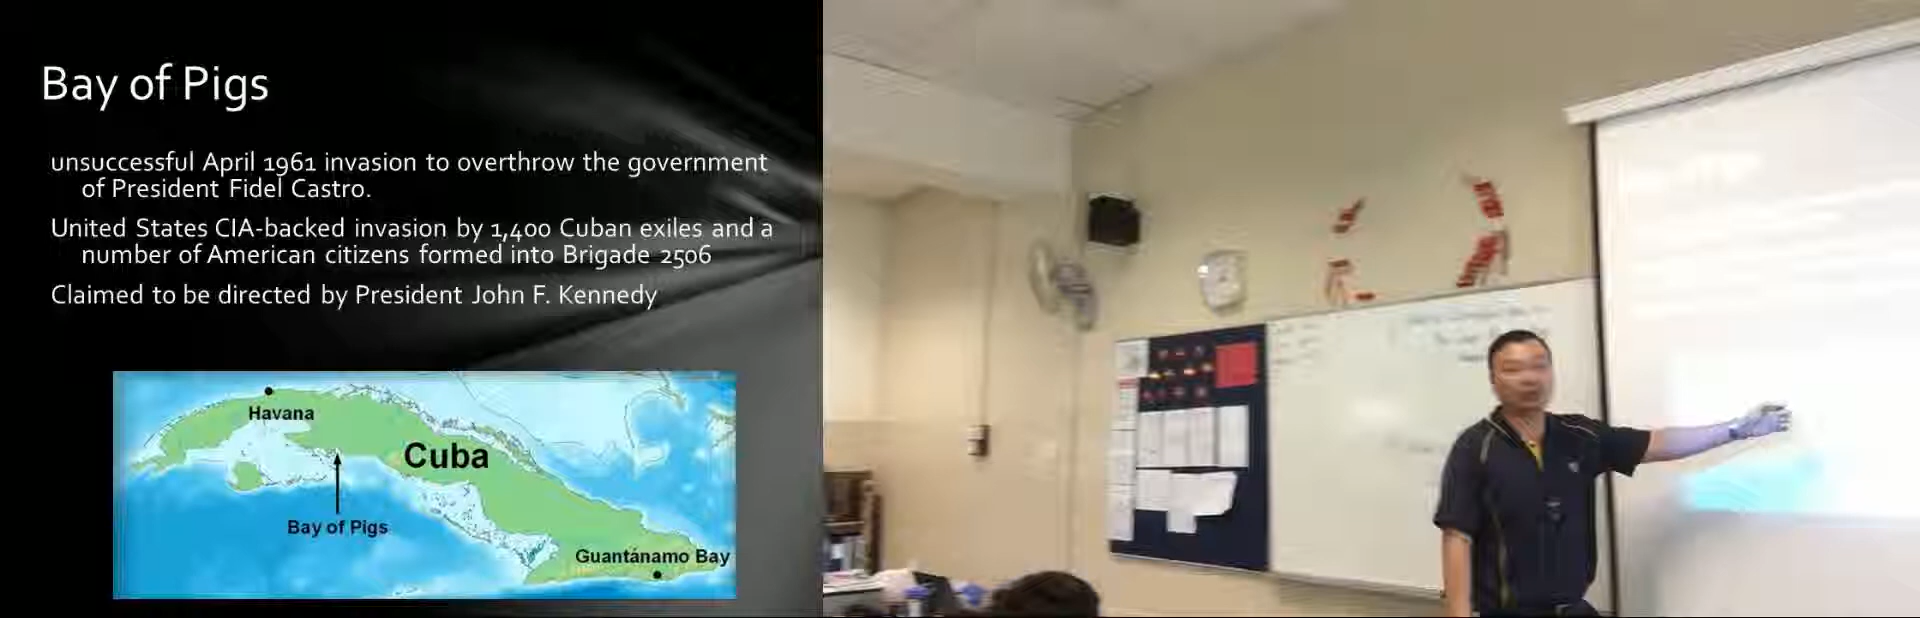 Bay of Pigs
unsuccessful April 1961 invasion to overthrow the government
of President Fidel Castro.
United States CIA-backed invasion by 1,400 Cuban exiles and a
number of American citizens formed into Brigade 2506
Claimed to be directed by President John F. Kennedy
Havana
Cuba
Bay of Pigs
Guantánamo Bay